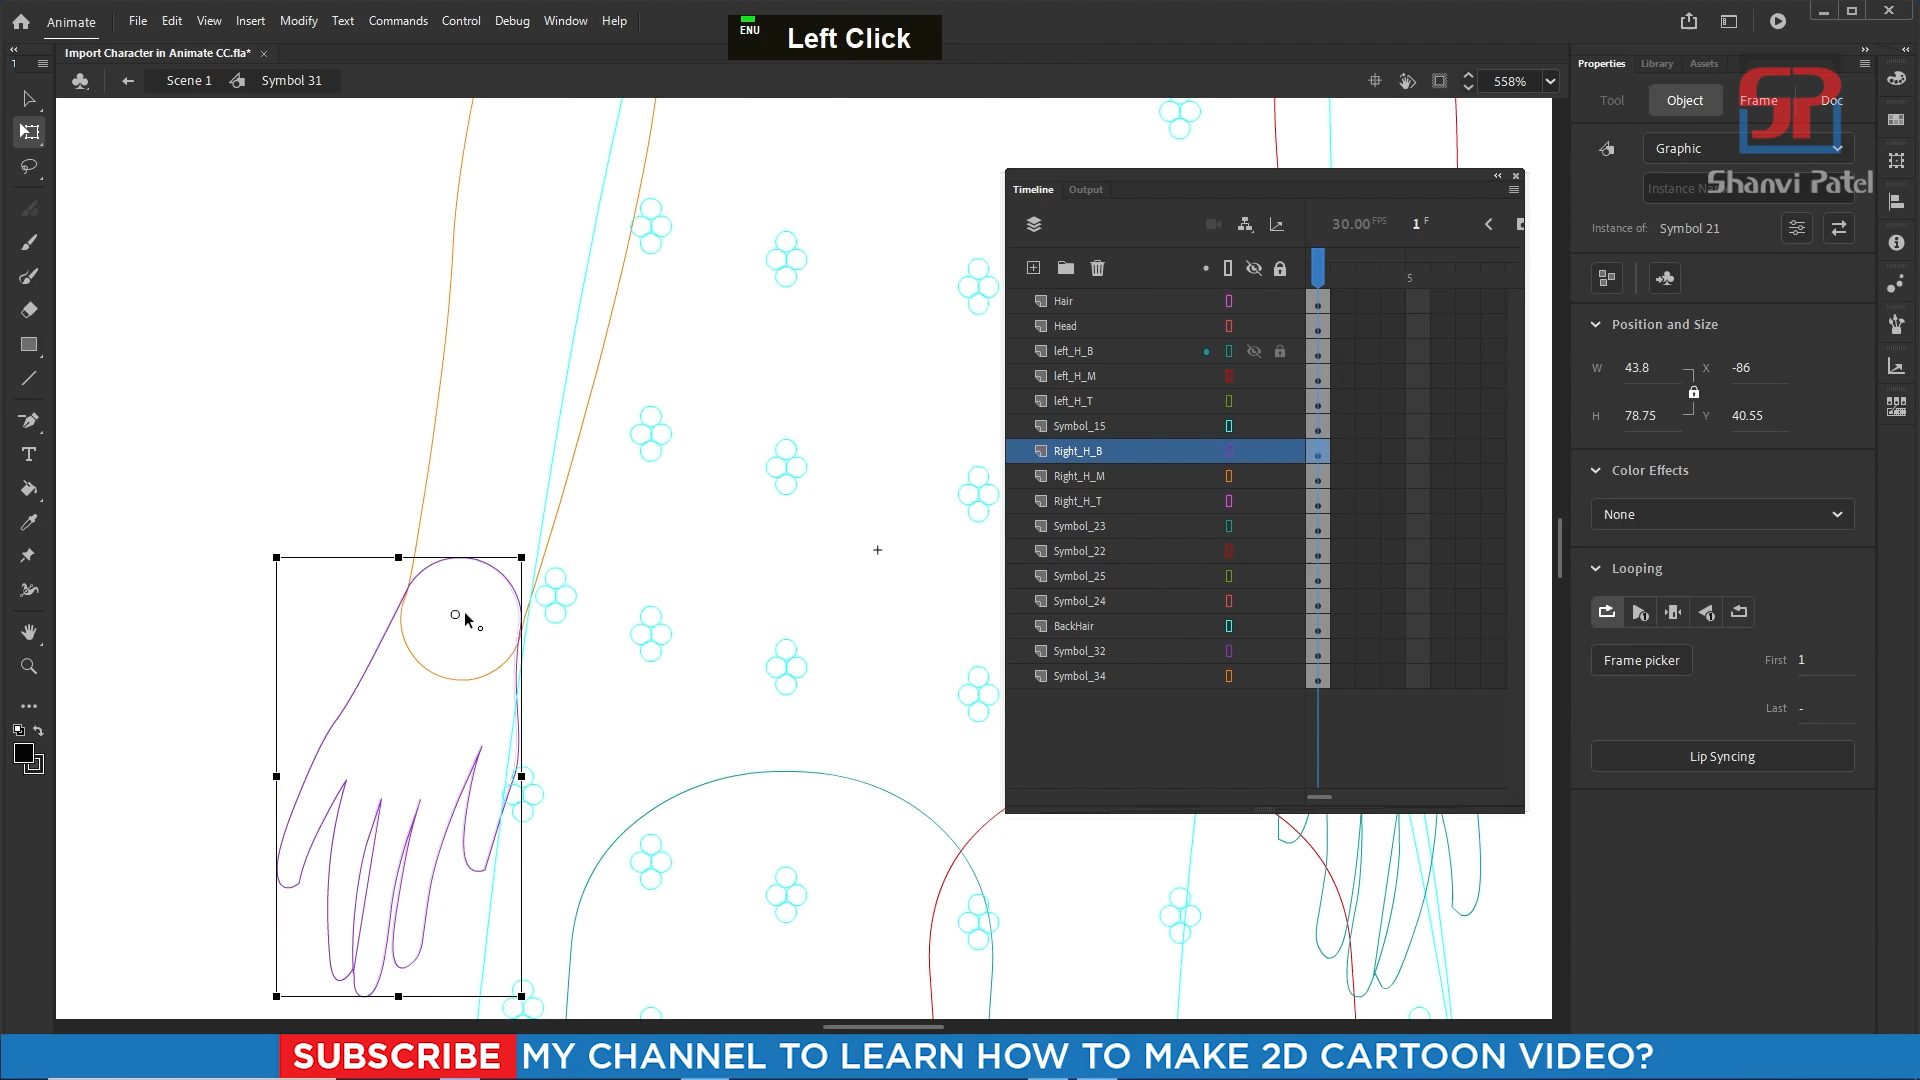 Animate File Edit View Insert Modify Text Commands Control Debug Window Help
ENU Left Click
Import Character in Animate CC.fla*
Scene 1 Symbol 31
558%
Properties Library Assets
Tool Object Frame Doc
SP
Graphic
Shanvi Patel
Instance of: Symbol 21
Position and Size
W 43.8 X -86
H 78.75 Y 40.55
Color Effects
None
Looping
Frame picker First 1
Last -
Lip Syncing
Timeline Output
30.00 FPS 1 F
5
Hair
Head
left_H_B
left_H_M
left_H_T
Symbol_15
Right_H_B
Right_H_M
Right_H_T
Symbol_23
Symbol_22
Symbol_25
Symbol_24
BackHair
Symbol_32
Symbol_34
SUBSCRIBE MY CHANNEL TO LEARN HOW TO MAKE 2D CARTOON VIDEO?